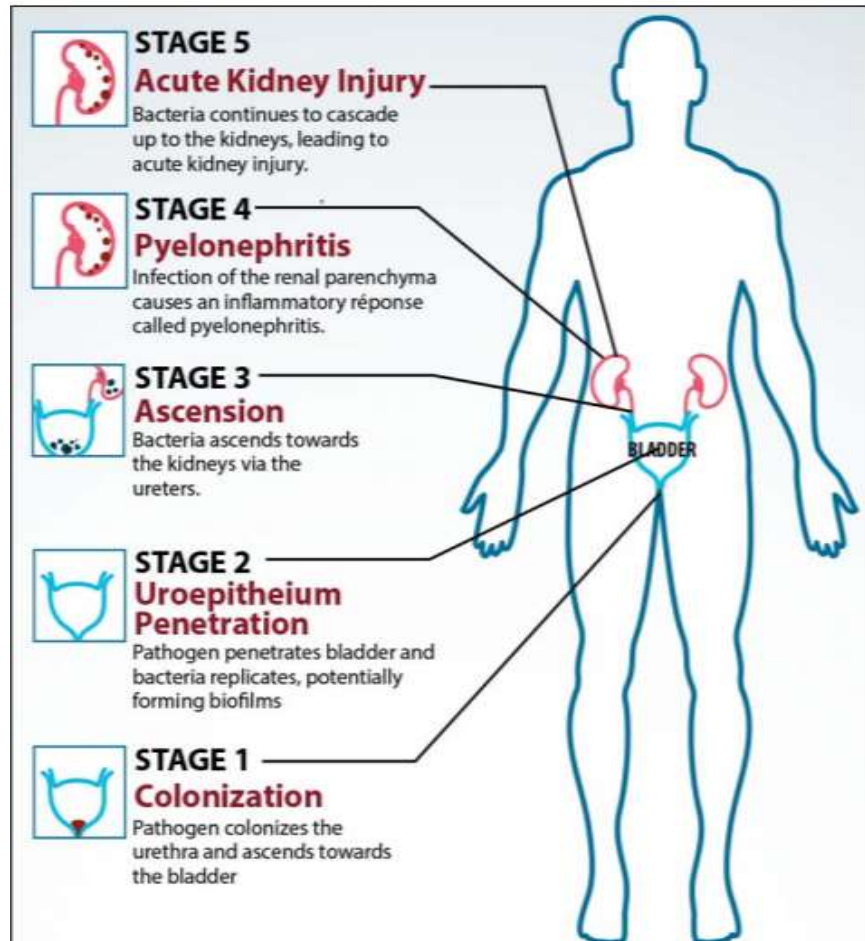 STAGE 5
Acute Kidney Injury
Bacteria continues to cascade
up to the kidneys, leading to
acute kidney injury.
STAGE 4
Pyelonephritis
Infection of the renal parenchyma
causes an inflammatory réponse
called pyelonephritis.
STAGE 3
Ascension
Bacteria ascends towards
the kidneys via the
ureters.
BLADDER
STAGE 2
Uroepitheium
Penetration
Pathogen penetrates bladder and
bacteria replicates, potentially
forming biofilms
STAGE 1
Colonization
Pathogen colonizes the
urethra and ascends towards
the bladder